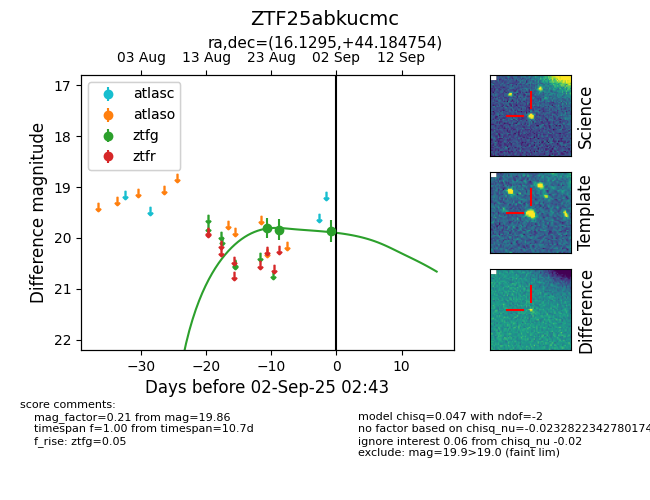 ZTF25abkucmc
ra,dec=(16.1295,+44.184754)
03 Aug 13 Aug 23 Aug 02 Sep 12 Sep
17
18
19
20
21
22
Difference magnitude
atlasc
atlaso
ztfg
ztfr
−30 −20 −10 0 10
Days before 02-Sep-25 02:43
Science
Template
Difference
score comments:
mag_factor=0.21 from mag=19.86
timespan f=1.00 from timespan=10.7d
f_rise: ztfg=0.05
model chisq=0.047 with ndof=-2
no factor based on chisq_nu=-0.0232822342780174
ignore interest 0.06 from chisq_nu -0.02
exclude: mag=19.9>19.0 (faint lim)